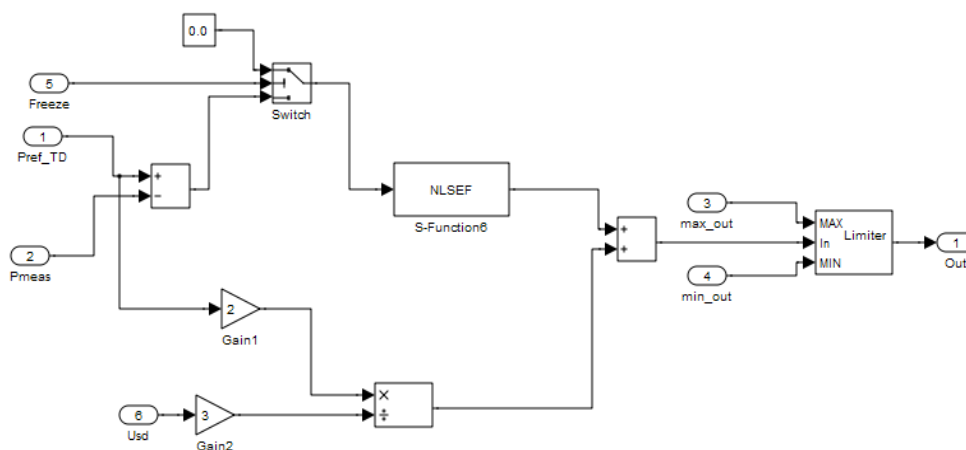 0.0
5
Freeze
Switch
1
Pref_TD
+
−
NLSEF
S-Function6
2
Pmeas
+
+
3
max_out
MAX
In
MIN
Limiter
4
min_out
1
Out
2
Gain1
×
÷
6
Usd
3
Gain2